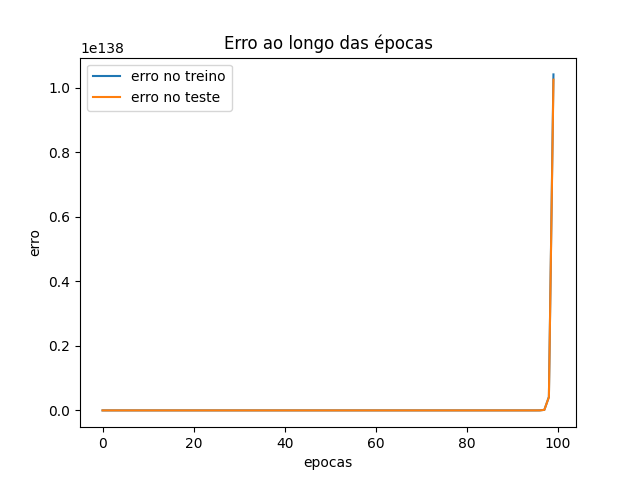 Erro ao longo das épocas
1e138
erro no treino
erro no teste
1.0
0.8
0.6
0.4
0.2
0.0
erro
0 20 40 60 80 100
epocas